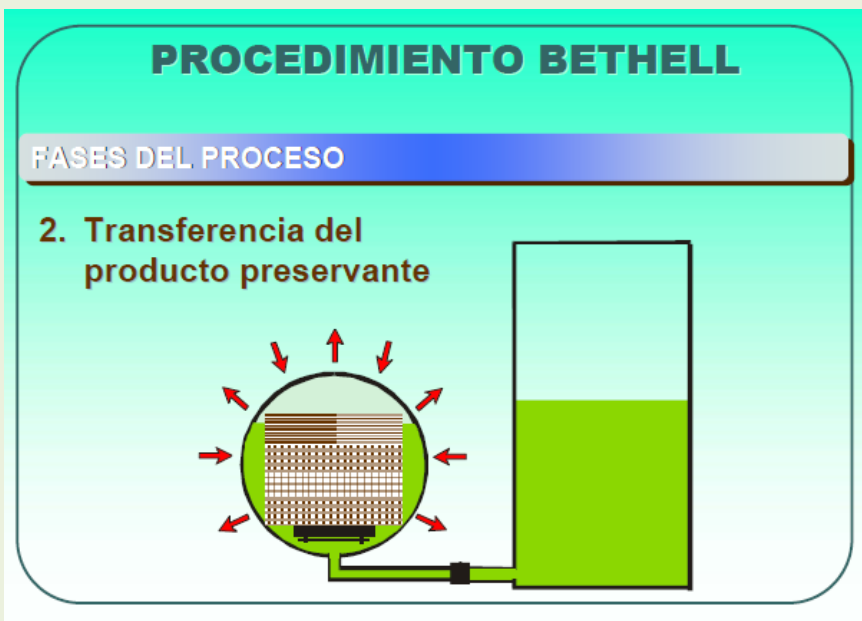 PROCEDIMIENTO BETHELL
FASES DEL PROCESO
2. Transferencia del
producto preservante